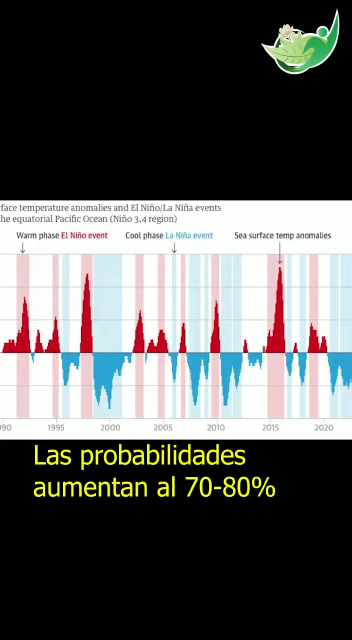 face temperature anomalies and El Niño/La Niña events
he equatorial Pacific Ocean (Niño 3.4 region)
Warm phase El Niño event
Cool phase La Niña event
Sea surface temp anomalies
990 1995 2000 2005 2010 2015 2020
Las probabilidades
aumentan al 70-80%